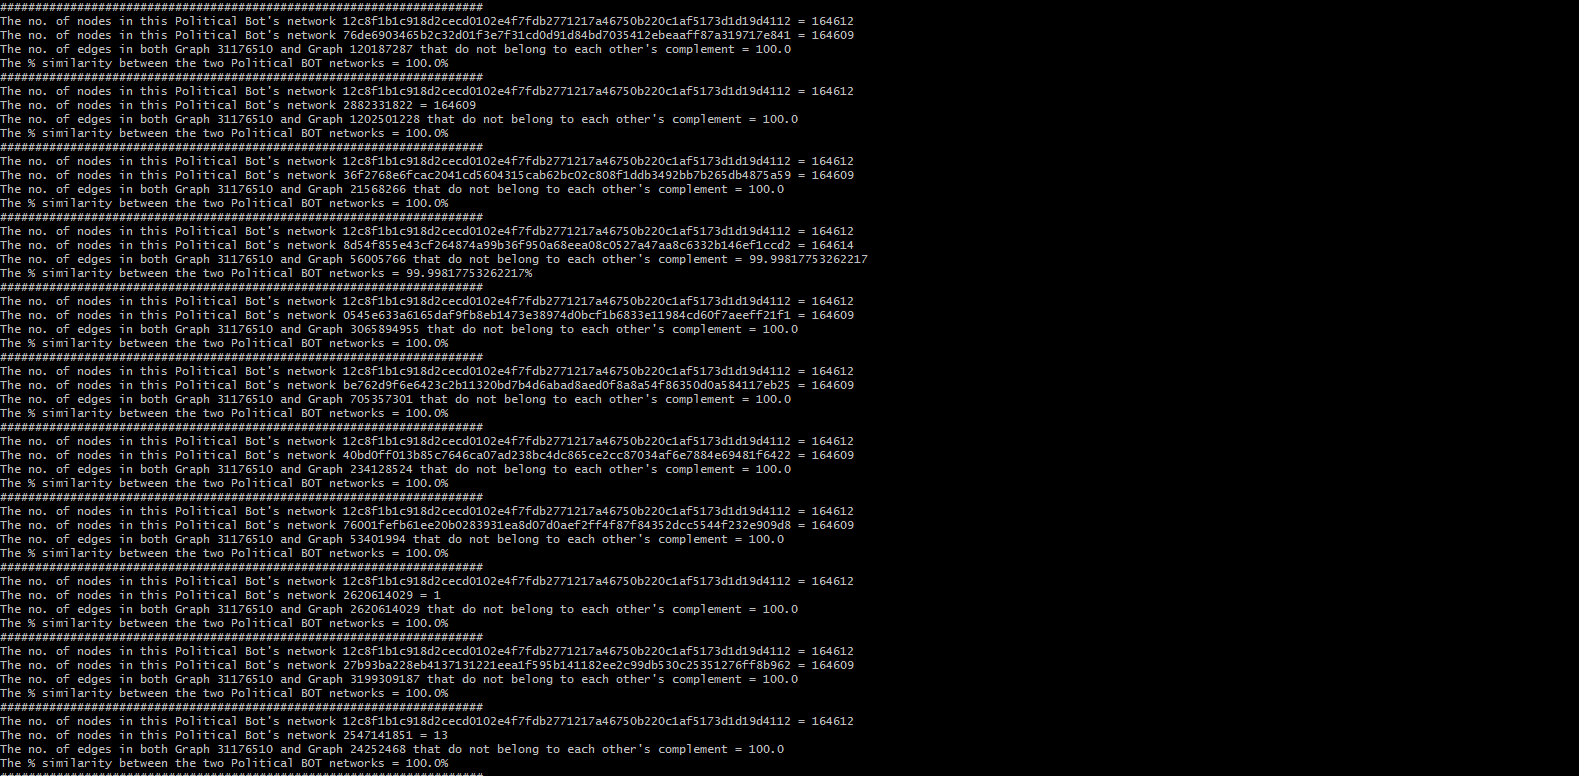 #####################################################################
The no. of nodes in this Political Bot's network 12c8f1b1c918d2cecd0102e4f7fdb2771217a46750b220c1af5173d1d19d4112 = 164612
The no. of nodes in this Political Bot's network 76de6903465b2c32d01f3e7f31cd0d91d84bd7035412ebeaaff87a319717e841 = 164609
The no. of edges in both Graph 31176510 and Graph 120187287 that do not belong to each other's complement = 100.0
The % similarity between the two Political BOT networks = 100.0%
#####################################################################
The no. of nodes in this Political Bot's network 12c8f1b1c918d2cecd0102e4f7fdb2771217a46750b220c1af5173d1d19d4112 = 164612
The no. of nodes in this Political Bot's network 2882331822 = 164609
The no. of edges in both Graph 31176510 and Graph 1202501228 that do not belong to each other's complement = 100.0
The % similarity between the two Political BOT networks = 100.0%
#####################################################################
The no. of nodes in this Political Bot's network 12c8f1b1c918d2cecd0102e4f7fdb2771217a46750b220c1af5173d1d19d4112 = 164612
The no. of nodes in this Political Bot's network 36f2768e6fcac2041cd5604315cab62bc02c808f1ddb3492bb7b265db4875a59 = 164609
The no. of edges in both Graph 31176510 and Graph 21568266 that do not belong to each other's complement = 100.0
The % similarity between the two Political BOT networks = 100.0%
#####################################################################
The no. of nodes in this Political Bot's network 12c8f1b1c918d2cecd0102e4f7fdb2771217a46750b220c1af5173d1d19d4112 = 164612
The no. of nodes in this Political Bot's network 8d54f855e43cf264874a99b36f950a68eea08c0527a47aa8c6332b146ef1ccd2 = 164614
The no. of edges in both Graph 31176510 and Graph 56005766 that do not belong to each other's complement = 99.99817753262217
The % similarity between the two Political BOT networks = 99.99817753262217%
#####################################################################
The no. of nodes in this Political Bot's network 12c8f1b1c918d2cecd0102e4f7fdb2771217a46750b220c1af5173d1d19d4112 = 164612
The no. of nodes in this Political Bot's network 0545e633a6165daf9fb8eb1473e38974d0bcf1b6833e11984cd60f7aeeff21f1 = 164609
The no. of edges in both Graph 31176510 and Graph 3065894955 that do not belong to each other's complement = 100.0
The % similarity between the two Political BOT networks = 100.0%
#####################################################################
The no. of nodes in this Political Bot's network 12c8f1b1c918d2cecd0102e4f7fdb2771217a46750b220c1af5173d1d19d4112 = 164612
The no. of nodes in this Political Bot's network be762d9f6e6423c2b11320bd7b4d6abad8aed0f8a8a54f86350d0a584117eb25 = 164609
The no. of edges in both Graph 31176510 and Graph 705357301 that do not belong to each other's complement = 100.0
The % similarity between the two Political BOT networks = 100.0%
#####################################################################
The no. of nodes in this Political Bot's network 12c8f1b1c918d2cecd0102e4f7fdb2771217a46750b220c1af5173d1d19d4112 = 164612
The no. of nodes in this Political Bot's network 40bd0ff013b85c7646ca07ad238bc4dc865ce2cc87034af6e7884e69481f6422 = 164609
The no. of edges in both Graph 31176510 and Graph 234128524 that do not belong to each other's complement = 100.0
The % similarity between the two Political BOT networks = 100.0%
#####################################################################
The no. of nodes in this Political Bot's network 12c8f1b1c918d2cecd0102e4f7fdb2771217a46750b220c1af5173d1d19d4112 = 164612
The no. of nodes in this Political Bot's network 76001fefb61ee20b0283931ea8d07d0aef2ff4f87f84352dcc5544f232e909d8 = 164609
The no. of edges in both Graph 31176510 and Graph 53401994 that do not belong to each other's complement = 100.0
The % similarity between the two Political BOT networks = 100.0%
#####################################################################
The no. of nodes in this Political Bot's network 12c8f1b1c918d2cecd0102e4f7fdb2771217a46750b220c1af5173d1d19d4112 = 164612
The no. of nodes in this Political Bot's network 2620614029 = 1
The no. of edges in both Graph 31176510 and Graph 2620614029 that do not belong to each other's complement = 100.0
The % similarity between the two Political BOT networks = 100.0%
#####################################################################
The no. of nodes in this Political Bot's network 12c8f1b1c918d2cecd0102e4f7fdb2771217a46750b220c1af5173d1d19d4112 = 164612
The no. of nodes in this Political Bot's network 27b93ba228eb4137131221eea1f595b141182ee2c99db530c25351276ff8b962 = 164609
The no. of edges in both Graph 31176510 and Graph 3199309187 that do not belong to each other's complement = 100.0
The % similarity between the two Political BOT networks = 100.0%
#####################################################################
The no. of nodes in this Political Bot's network 12c8f1b1c918d2cecd0102e4f7fdb2771217a46750b220c1af5173d1d19d4112 = 164612
The no. of nodes in this Political Bot's network 2547141851 = 13
The no. of edges in both Graph 31176510 and Graph 24252468 that do not belong to each other's complement = 100.0
The % similarity between the two Political BOT networks = 100.0%
#####################################################################